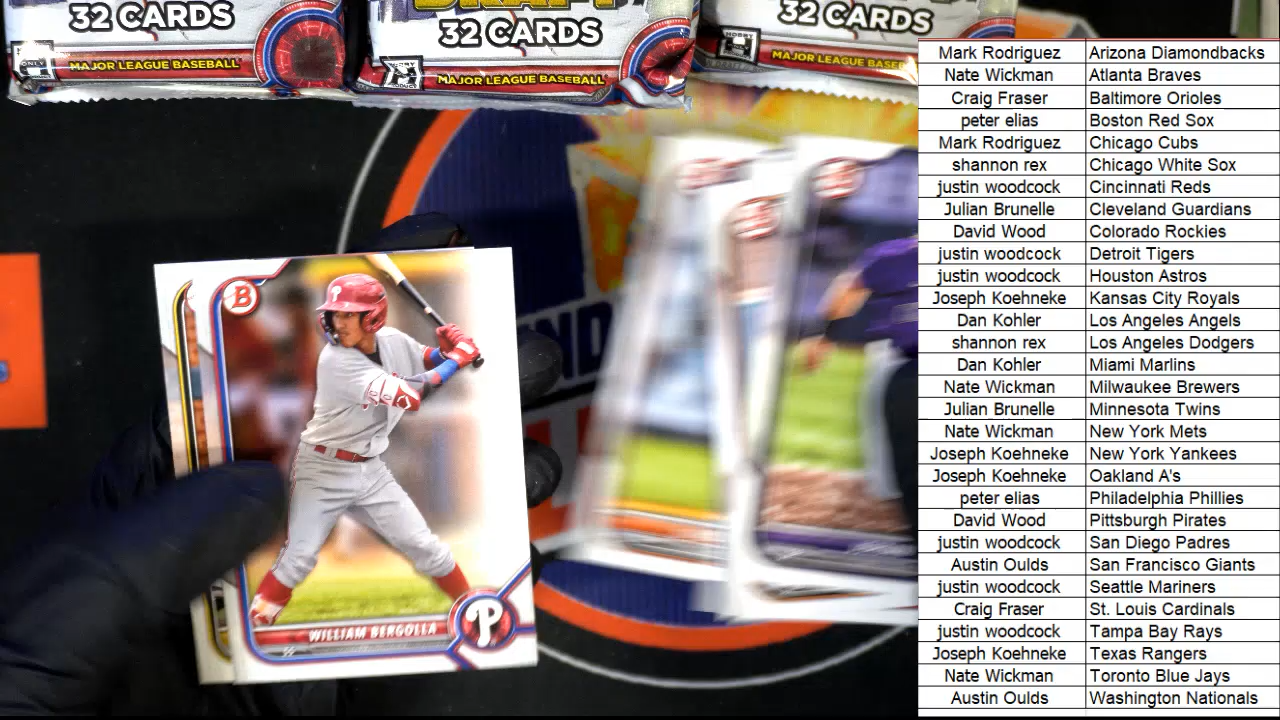 32 CARDS
32 CARDS
32 CARDS
MAJOR LEAGUE BASEBALL
MAJOR LEAGUE BASEBALL
MAJOR LEAGUE BASEBALL
B
P
WILLIAM BERGOLLA
P
Mark Rodriguez Arizona Diamondbacks
Nate Wickman Atlanta Braves
Craig Fraser Baltimore Orioles
peter elias Boston Red Sox
Mark Rodriguez Chicago Cubs
shannon rex Chicago White Sox
justin woodcock Cincinnati Reds
Julian Brunelle Cleveland Guardians
David Wood Colorado Rockies
justin woodcock Detroit Tigers
justin woodcock Houston Astros
Joseph Koehneke Kansas City Royals
Dan Kohler Los Angeles Angels
shannon rex Los Angeles Dodgers
Dan Kohler Miami Marlins
Nate Wickman Milwaukee Brewers
Julian Brunelle Minnesota Twins
Nate Wickman New York Mets
Joseph Koehneke New York Yankees
Joseph Koehneke Oakland A's
peter elias Philadelphia Phillies
David Wood Pittsburgh Pirates
justin woodcock San Diego Padres
Austin Oulds San Francisco Giants
justin woodcock Seattle Mariners
Craig Fraser St. Louis Cardinals
justin woodcock Tampa Bay Rays
Joseph Koehneke Texas Rangers
Nate Wickman Toronto Blue Jays
Austin Oulds Washington Nationals